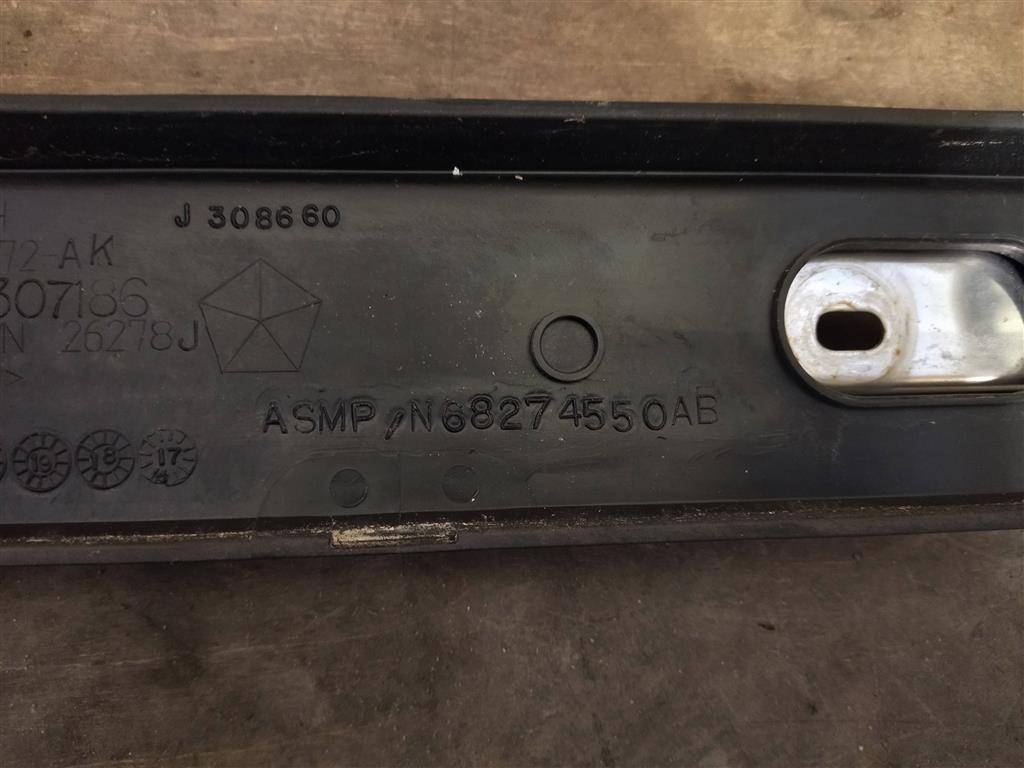 J 308660
72-AK
307186
N 26278J
>
ASMP/N68274550AB
19 18 17